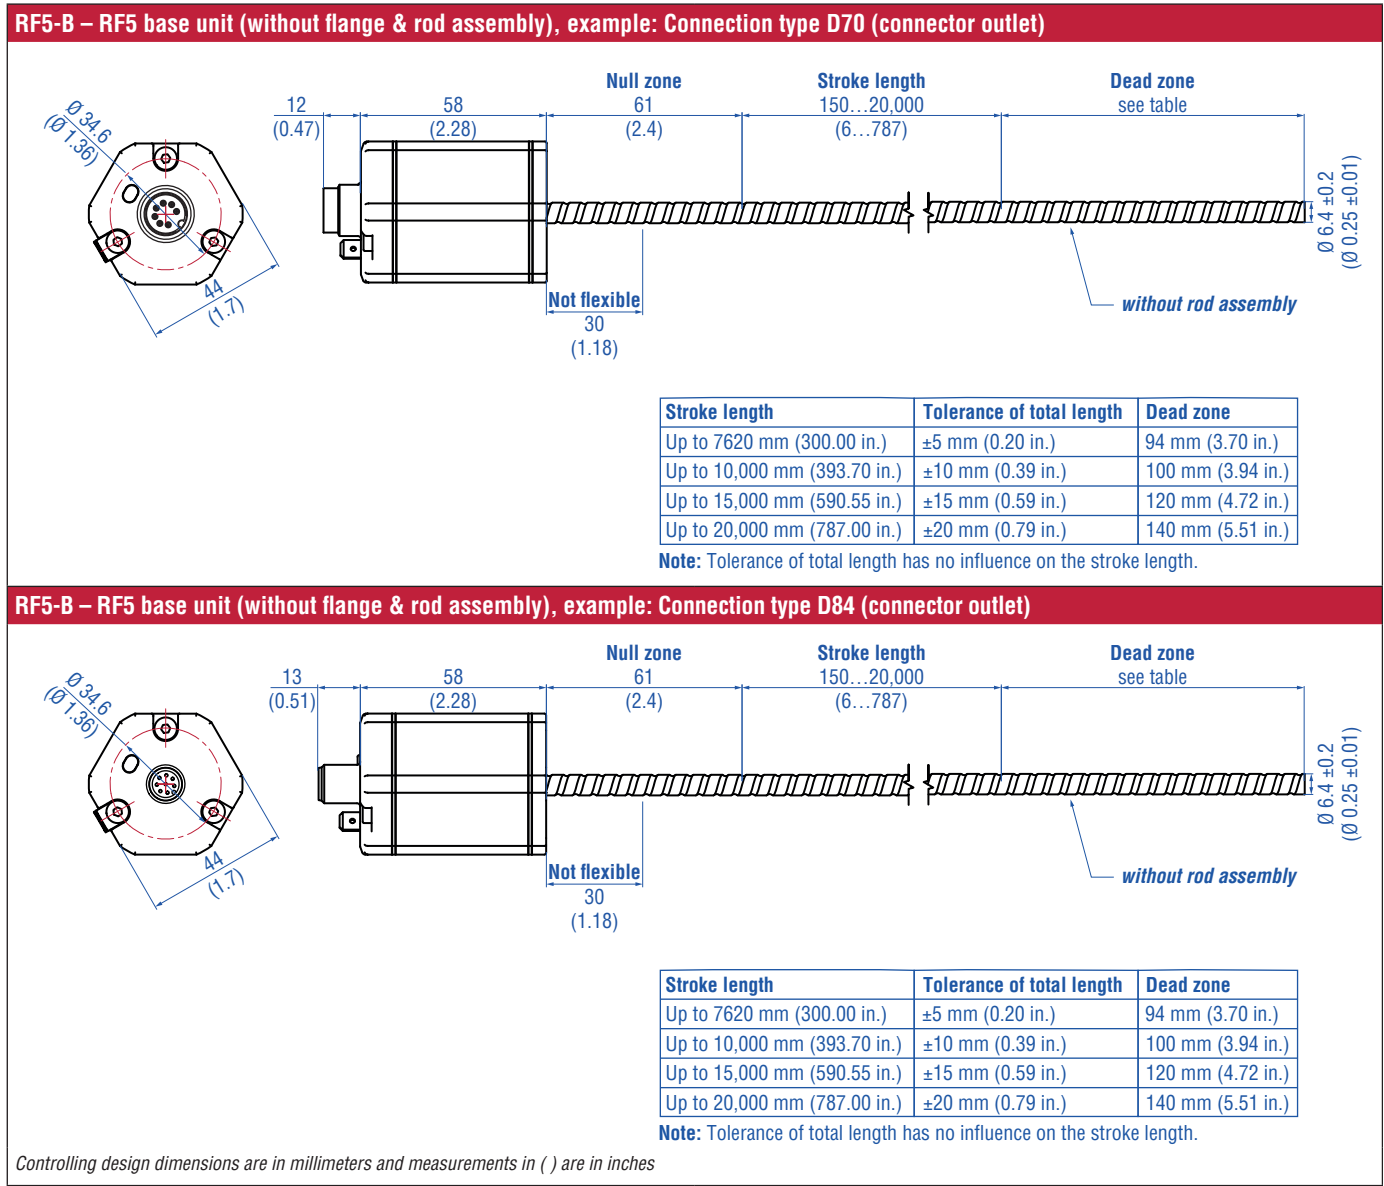 RF5-B – RF5 base unit (without flange & rod assembly), example: Connection type D70 (connector outlet)
Null zone
Stroke length
Dead zone
12
58
61
150…20,000
see table
(0.47)
(2.28)
(2.4)
(6…787)
Ø 34.6
(Ø 1.36)
44
(1.7)
Ø 6.4 ±0.2
(Ø 0.25 ±0.01)
Not flexible
30
(1.18)
without rod assembly
Stroke length Tolerance of total length Dead zone
Up to 7620 mm (300.00 in.) ±5 mm (0.20 in.) 94 mm (3.70 in.)
Up to 10,000 mm (393.70 in.) ±10 mm (0.39 in.) 100 mm (3.94 in.)
Up to 15,000 mm (590.55 in.) ±15 mm (0.59 in.) 120 mm (4.72 in.)
Up to 20,000 mm (787.00 in.) ±20 mm (0.79 in.) 140 mm (5.51 in.)
Note: Tolerance of total length has no influence on the stroke length.
RF5-B – RF5 base unit (without flange & rod assembly), example: Connection type D84 (connector outlet)
Null zone
Stroke length
Dead zone
13
58
61
150…20,000
see table
(0.51)
(2.28)
(2.4)
(6…787)
Ø 34.6
(Ø 1.36)
44
(1.7)
Ø 6.4 ±0.2
(Ø 0.25 ±0.01)
Not flexible
30
(1.18)
without rod assembly
Stroke length Tolerance of total length Dead zone
Up to 7620 mm (300.00 in.) ±5 mm (0.20 in.) 94 mm (3.70 in.)
Up to 10,000 mm (393.70 in.) ±10 mm (0.39 in.) 100 mm (3.94 in.)
Up to 15,000 mm (590.55 in.) ±15 mm (0.59 in.) 120 mm (4.72 in.)
Up to 20,000 mm (787.00 in.) ±20 mm (0.79 in.) 140 mm (5.51 in.)
Note: Tolerance of total length has no influence on the stroke length.
Controlling design dimensions are in millimeters and measurements in ( ) are in inches